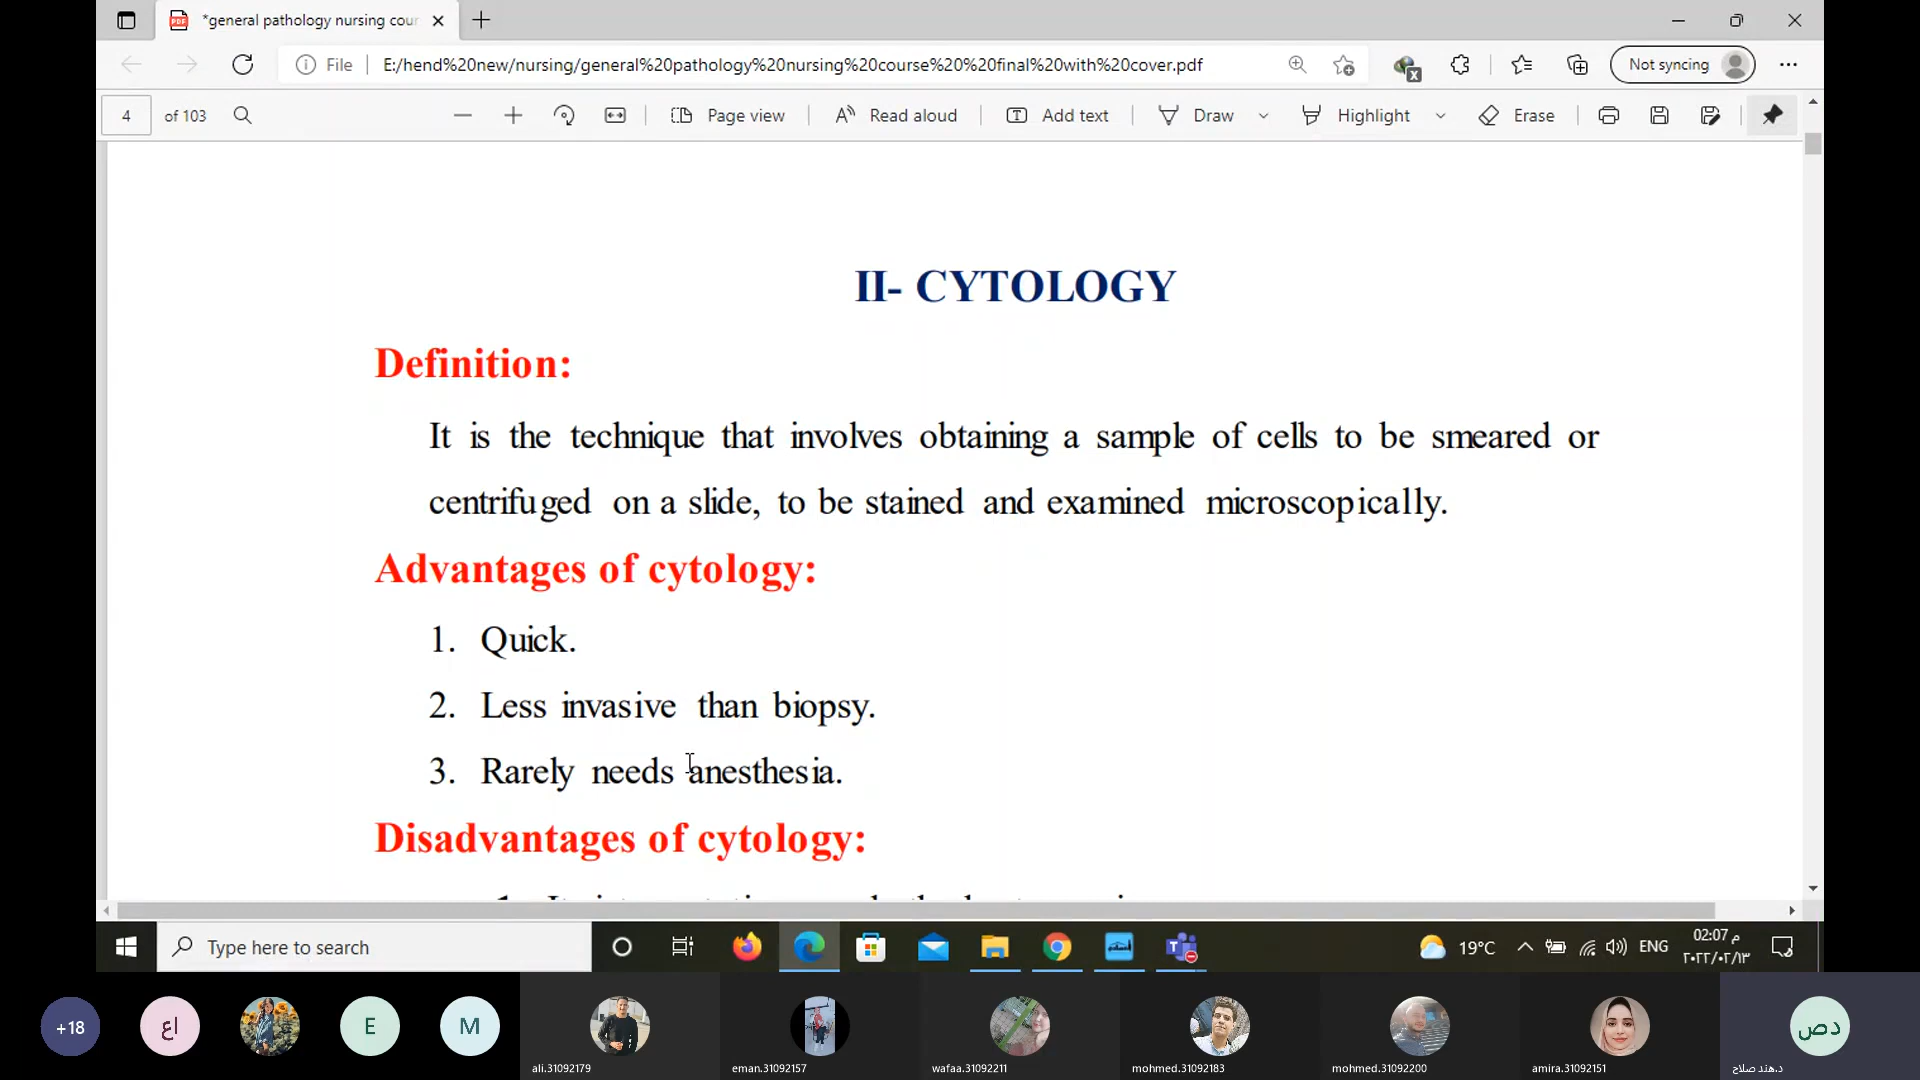 *general pathology nursing cour
File
E:/hend%20new/nursing/general%20pathology%20nursing%20course%20%20final%20with%20cover.pdf
Not syncing
4 of 103
Page view
Read aloud
Add text
Draw
Highlight
Erase
II- CYTOLOGY
Definition:
It is the technique that involves obtaining a sample of cells to be smeared or
centrifuged on a slide, to be stained and examined microscopically.
Advantages of cytology:
1. Quick.
2. Less invasive than biopsy.
3. Rarely needs anesthesia.
Disadvantages of cytology:
Type here to search
19°C
ENG
02:07 م
٢٠٢٢/٠٢/١٣
+18
اع
E
M
دص
ali.31092179
eman.31092157
wafaa.31092211
mohmed.31092183
mohmed.31092200
amira.31092151
د.هند صلاح